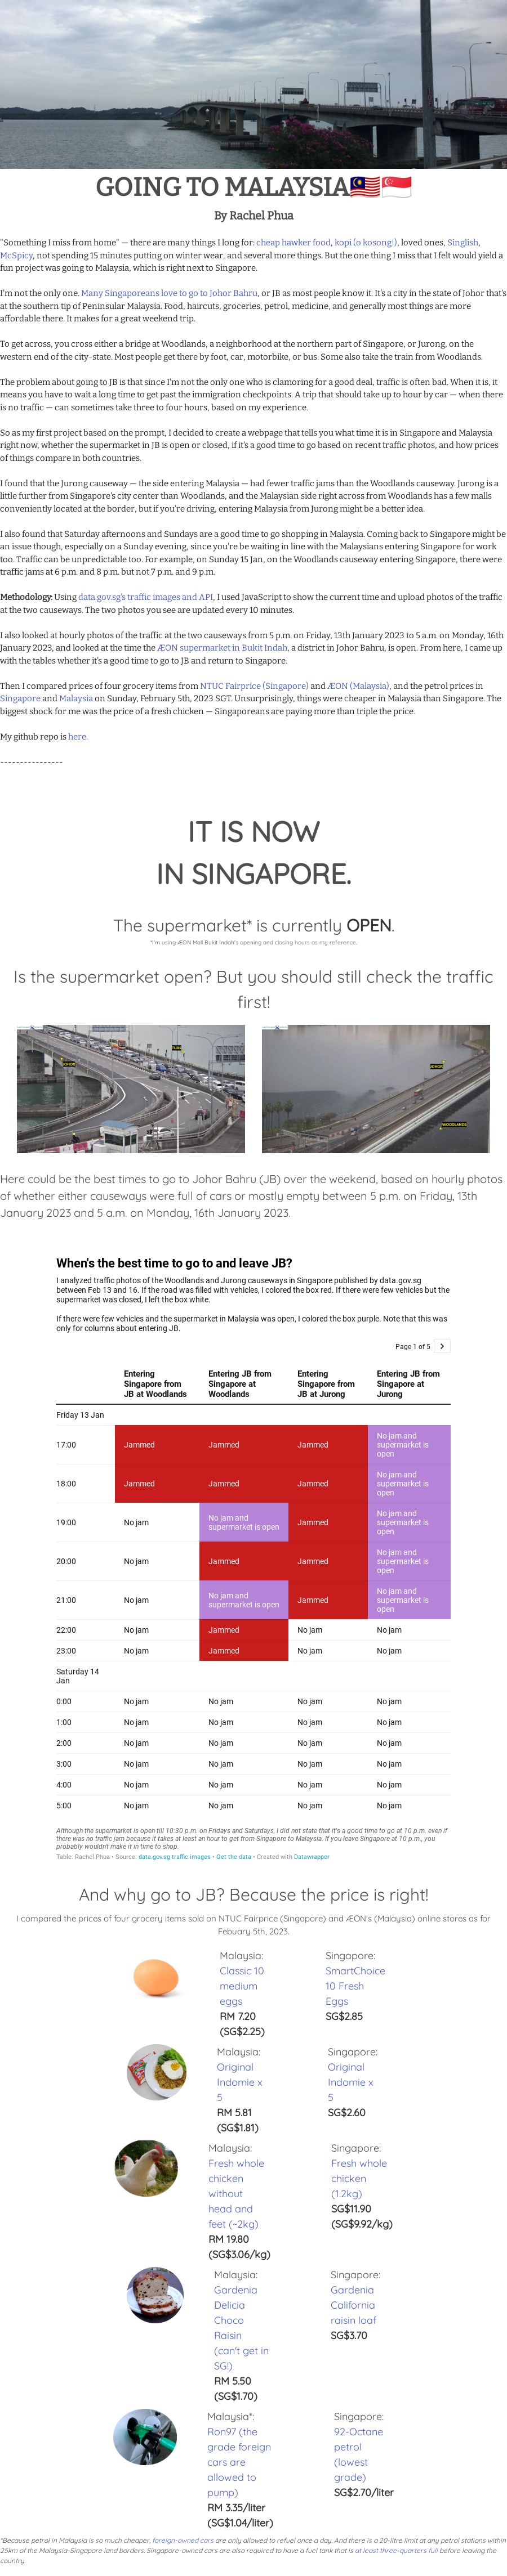 GOING TO MALAYSIA🇲🇾🇸🇬
By Rachel Phua
"Something I miss from home" — there are many things I long for: cheap hawker food, kopi (o kosong!), loved ones, Singlish,
McSpicy, not spending 15 minutes putting on winter wear, and several more things. But the one thing I miss that I felt would yield a
fun project was going to Malaysia, which is right next to Singapore.
I'm not the only one. Many Singaporeans love to go to Johor Bahru, or JB as most people know it. It's a city in the state of Johor that's
at the southern tip of Peninsular Malaysia. Food, haircuts, groceries, petrol, medicine, and generally most things are more
affordable there. It makes for a great weekend trip.
To get across, you cross either a bridge at Woodlands, a neighborhood at the northern part of Singapore, or Jurong, on the
western end of the city-state. Most people get there by foot, car, motorbike, or bus. Some also take the train from Woodlands.
The problem about going to JB is that since I'm not the only one who is clamoring for a good deal, traffic is often bad. When it is, it
means you have to wait a long time to get past the immigration checkpoints. A trip that should take up to hour by car — when there
is no traffic — can sometimes take three to four hours, based on my experience.
So as my first project based on the prompt, I decided to create a webpage that tells you what time it is in Singapore and Malaysia
right now, whether the supermarket in JB is open or closed, if it's a good time to go based on recent traffic photos, and how prices
of things compare in both countries.
I found that the Jurong causeway — the side entering Malaysia — had fewer traffic jams than the Woodlands causeway. Jurong is a
little further from Singapore's city center than Woodlands, and the Malaysian side right across from Woodlands has a few malls
conveniently located at the border, but if you're driving, entering Malaysia from Jurong might be a better idea.
I also found that Saturday afternoons and Sundays are a good time to go shopping in Malaysia. Coming back to Singapore might be
an issue though, especially on a Sunday evening, since you're be waiting in line with the Malaysians entering Singapore for work
too. Traffic can be unpredictable too. For example, on Sunday 15 Jan, on the Woodlands causeway entering Singapore, there were
traffic jams at 6 p.m. and 8 p.m. but not 7 p.m. and 9 p.m.
Methodology: Using data.gov.sg's traffic images and API, I used JavaScript to show the current time and upload photos of the traffic
at the two causeways. The two photos you see are updated every 10 minutes.
I also looked at hourly photos of the traffic at the two causeways from 5 p.m. on Friday, 13th January 2023 to 5 a.m. on Monday, 16th
January 2023, and looked at the time the ÆON supermarket in Bukit Indah, a district in Johor Bahru, is open. From here, I came up
with the tables whether it's a good time to go to JB and return to Singapore.
Then I compared prices of four grocery items from NTUC Fairprice (Singapore) and ÆON (Malaysia), and the petrol prices in
Singapore and Malaysia on Sunday, February 5th, 2023 SGT. Unsurprisingly, things were cheaper in Malaysia than Singapore. The
biggest shock for me was the price of a fresh chicken — Singaporeans are paying more than triple the price.
My github repo is here.
----------------
IT IS NOW
IN SINGAPORE.
The supermarket* is currently OPEN.
*I'm using ÆON Mall Bukit Indah's opening and closing hours as my reference.
Is the supermarket open? But you should still check the traffic
first!
JOHOR
WOODLANDS
Here could be the best times to go to Johor Bahru (JB) over the weekend, based on hourly photos
of whether either causeways were full of cars or mostly empty between 5 p.m. on Friday, 13th
January 2023 and 5 a.m. on Monday, 16th January 2023.
When's the best time to go to and leave JB?
I analyzed traffic photos of the Woodlands and Jurong causeways in Singapore published by data.gov.sg
between Feb 13 and 16. If the road was filled with vehicles, I colored the box red. If there were few vehicles but the
supermarket was closed, I left the box white.
If there were few vehicles and the supermarket in Malaysia was open, I colored the box purple. Note that this was
only for columns about entering JB.
Page 1 of 5 >
Entering Singapore from JB at Woodlands
Entering JB from Singapore at Woodlands
Entering Singapore from JB at Jurong
Entering JB from Singapore at Jurong
Friday 13 Jan
17:00 Jammed Jammed Jammed No jam and supermarket is open
18:00 Jammed Jammed Jammed No jam and supermarket is open
19:00 No jam No jam and supermarket is open Jammed No jam and supermarket is open
20:00 No jam Jammed Jammed No jam and supermarket is open
21:00 No jam No jam and supermarket is open Jammed No jam and supermarket is open
22:00 No jam Jammed No jam No jam
23:00 No jam Jammed No jam No jam
Saturday 14
Jan
0:00 No jam No jam No jam No jam
1:00 No jam No jam No jam No jam
2:00 No jam No jam No jam No jam
3:00 No jam No jam No jam No jam
4:00 No jam No jam No jam No jam
5:00 No jam No jam No jam No jam
Although the supermarket is open till 10:30 p.m. on Fridays and Saturdays, I did not state that it's a good time to go at 10 p.m. even if
there was no traffic jam because it takes at least an hour to get from Singapore to Malaysia. If you leave Singapore at 10 p.m., you
probably wouldn't make it in time to shop.
Table: Rachel Phua • Source: data.gov.sg traffic images • Get the data • Created with Datawrapper
And why go to JB? Because the price is right!
I compared the prices of four grocery items sold on NTUC Fairprice (Singapore) and ÆON's (Malaysia) online stores as for
Febuary 5th, 2023.
Malaysia:
Classic 10
medium
eggs
RM 7.20
(SG$2.25)
Singapore:
SmartChoice
10 Fresh
Eggs
SG$2.85
Malaysia:
Original
Indomie x
5
RM 5.81
(SG$1.81)
Singapore:
Original
Indomie x
5
SG$2.60
Malaysia:
Fresh whole
chicken
without
head and
feet (~2kg)
RM 19.80
(SG$3.06/kg)
Singapore:
Fresh whole
chicken
(1.2kg)
SG$11.90
(SG$9.92/kg)
Malaysia:
Gardenia
Delicia
Choco
Raisin
(can't get in
SG!)
RM 5.50
(SG$1.70)
Singapore:
Gardenia
California
raisin loaf
SG$3.70
Malaysia*:
Ron97 (the
grade foreign
cars are
allowed to
pump)
RM 3.35/liter
(SG$1.04/liter)
Singapore:
92-Octane
petrol
(lowest
grade)
SG$2.70/liter
*Because petrol in Malaysia is so much cheaper, foreign-owned cars are only allowed to refuel once a day. And there is a 20-litre limit at any petrol stations within
25km of the Malaysia-Singapore land borders. Singapore-owned cars are also required to have a fuel tank that is at least three-quarters full before leaving the
country.